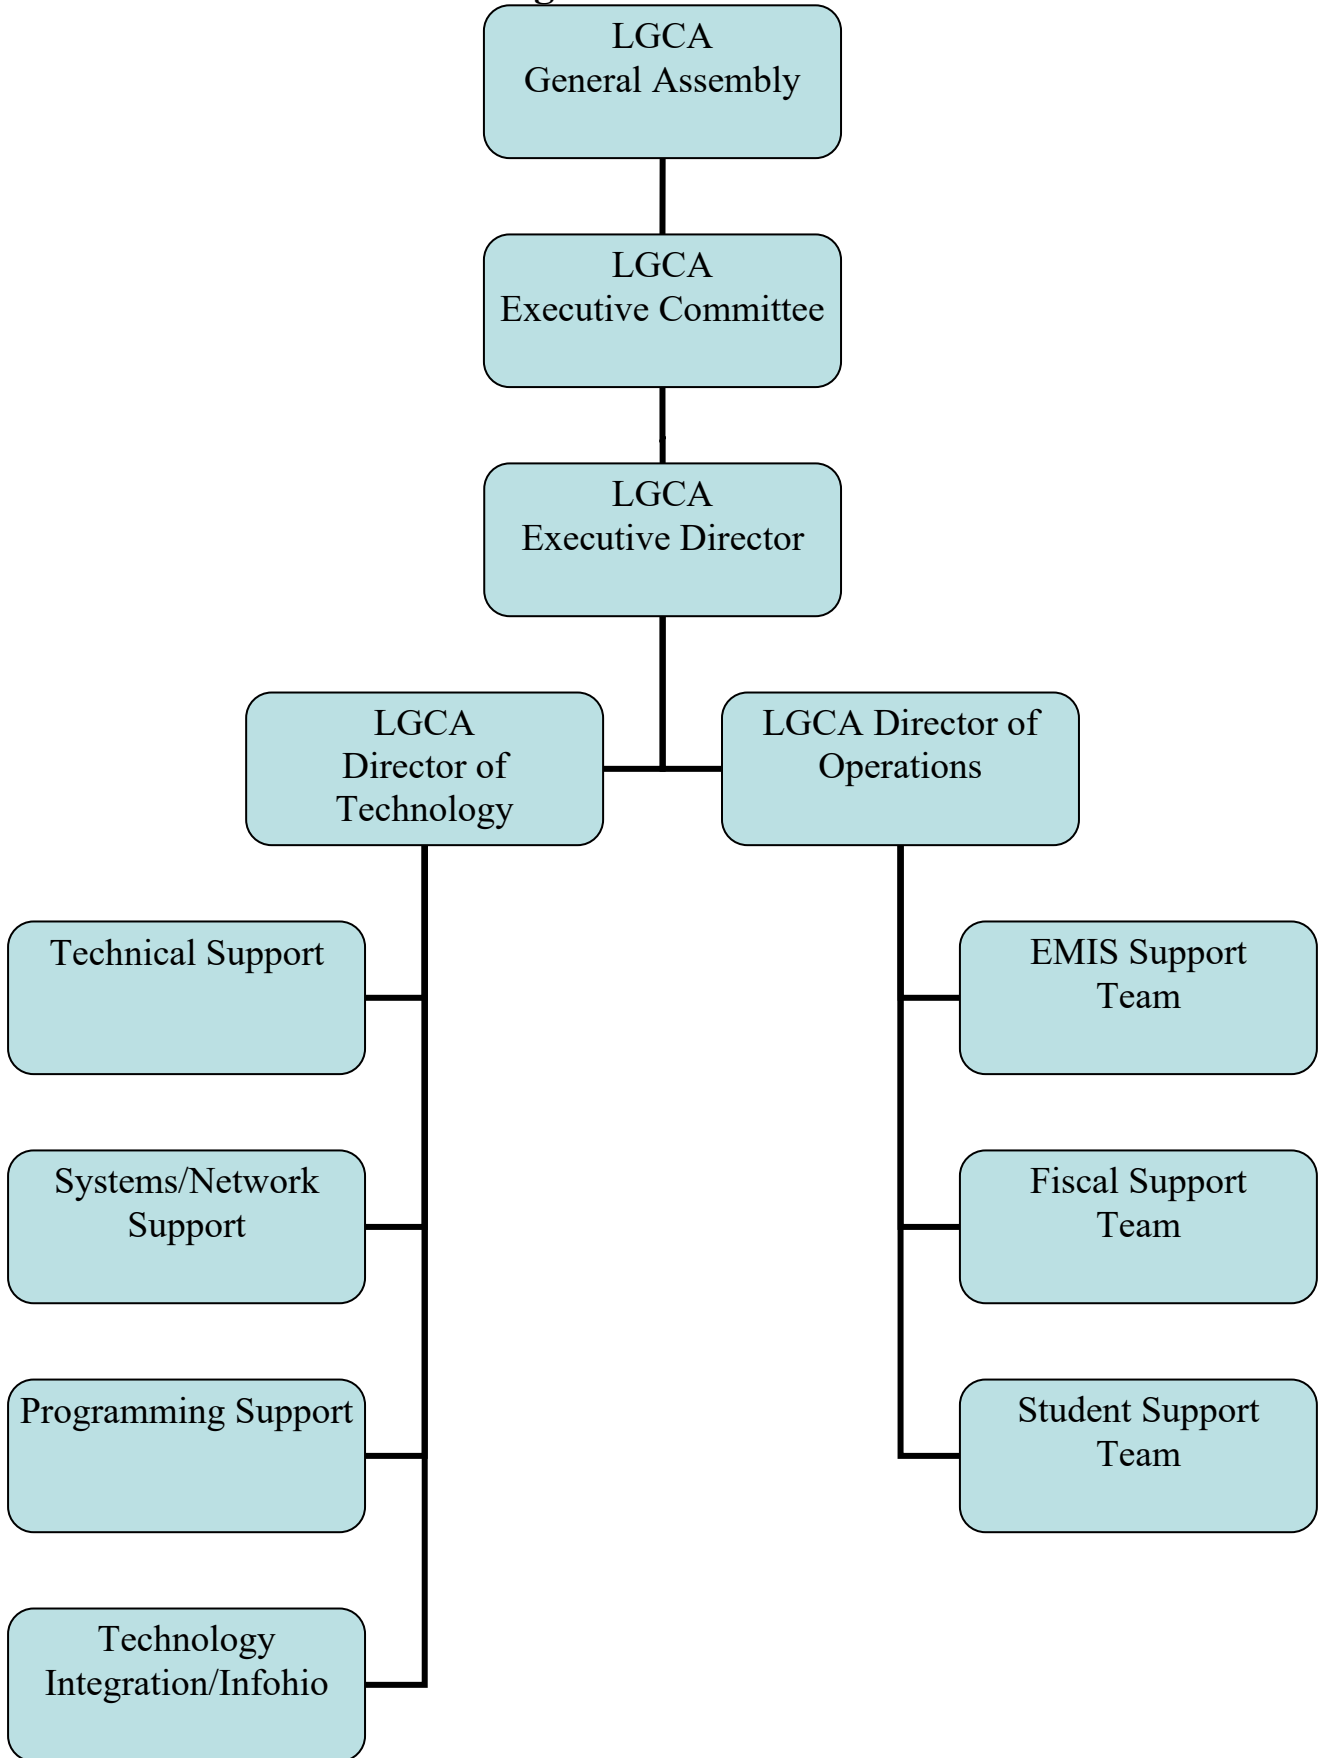 LGCA
General Assembly
LGCA
Executive Committee
LGCA
Executive Director
LGCA
Director of
Technology
LGCA Director of
Operations
Technical Support
EMIS Support
Team
Systems/Network
Support
Fiscal Support
Team
Programming Support
Student Support
Team
Technology
Integration/Infohio